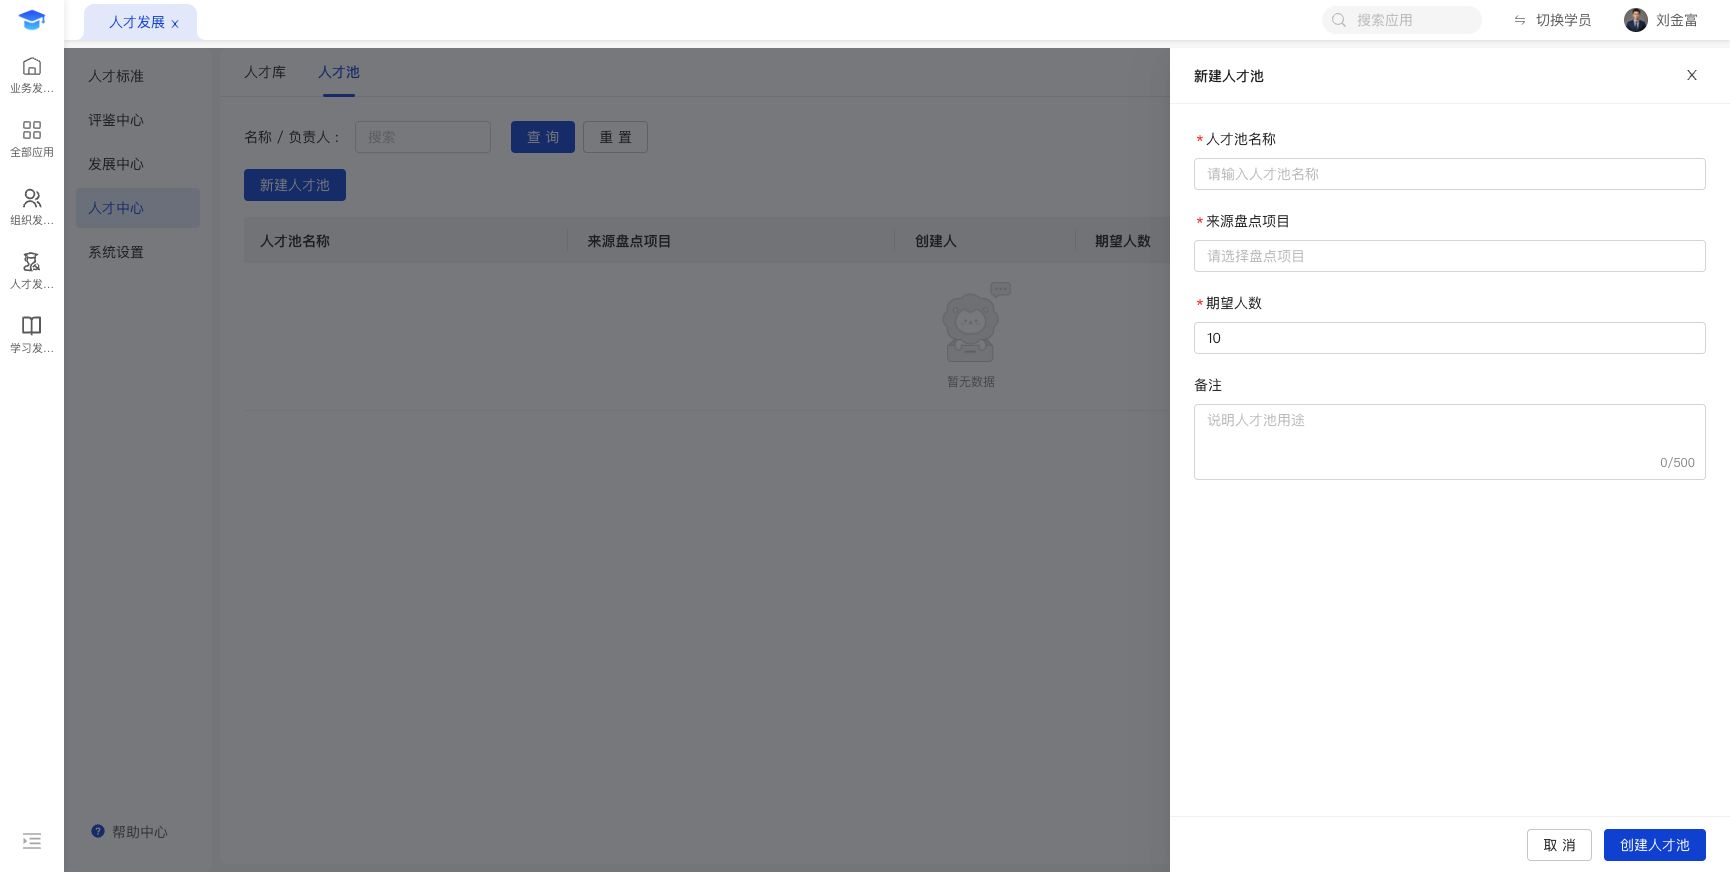 人才发展 x
搜索应用
切换学员
刘金富
业务发...
全部应用
组织发...
人才发...
学习发...
人才标准
评鉴中心
发展中心
人才中心
系统设置
? 帮助中心
人才库
人才池
名称 / 负责人：
搜索
查 询
重 置
新建人才池
人才池名称
来源盘点项目
创建人
期望人数
暂无数据
新建人才池
X
*人才池名称
请输入人才池名称
*来源盘点项目
请选择盘点项目
*期望人数
10
备注
说明人才池用途
0/500
取 消
创建人才池